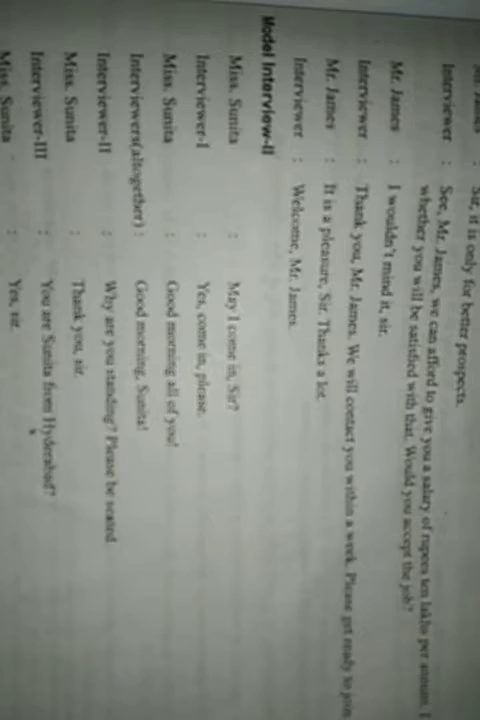 Mr. James : Sir, it is only for better prospects.
Interviewer : See, Mr. James, we can afford to give you a salary of rupees ten lakhs per annum. I
whether you will be satisfied with that. Would you accept the job?
Mr. James : I wouldn't mind it, sir.
Interviewer : Thank you, Mr. James. We will contact you within a week. Please get ready to join
Mr. James : It is a pleasure, Sir. Thanks a lot.
Interviewer : Welcome, Mr. James.
Model Interview-II
Miss. Sunita : May I come in, Sir?
Interviewer-I : Yes, come in, please.
Miss. Sunita : Good morning all of you!
Interviewers(altogether) : Good morning, Sunita!
Interviewer-II : Why are you standing? Please be seated
Miss. Sunita : Thank you, sir.
Interviewer-III : You are Sunita from Hyderabad?
Miss. Sunita : Yes, sir.